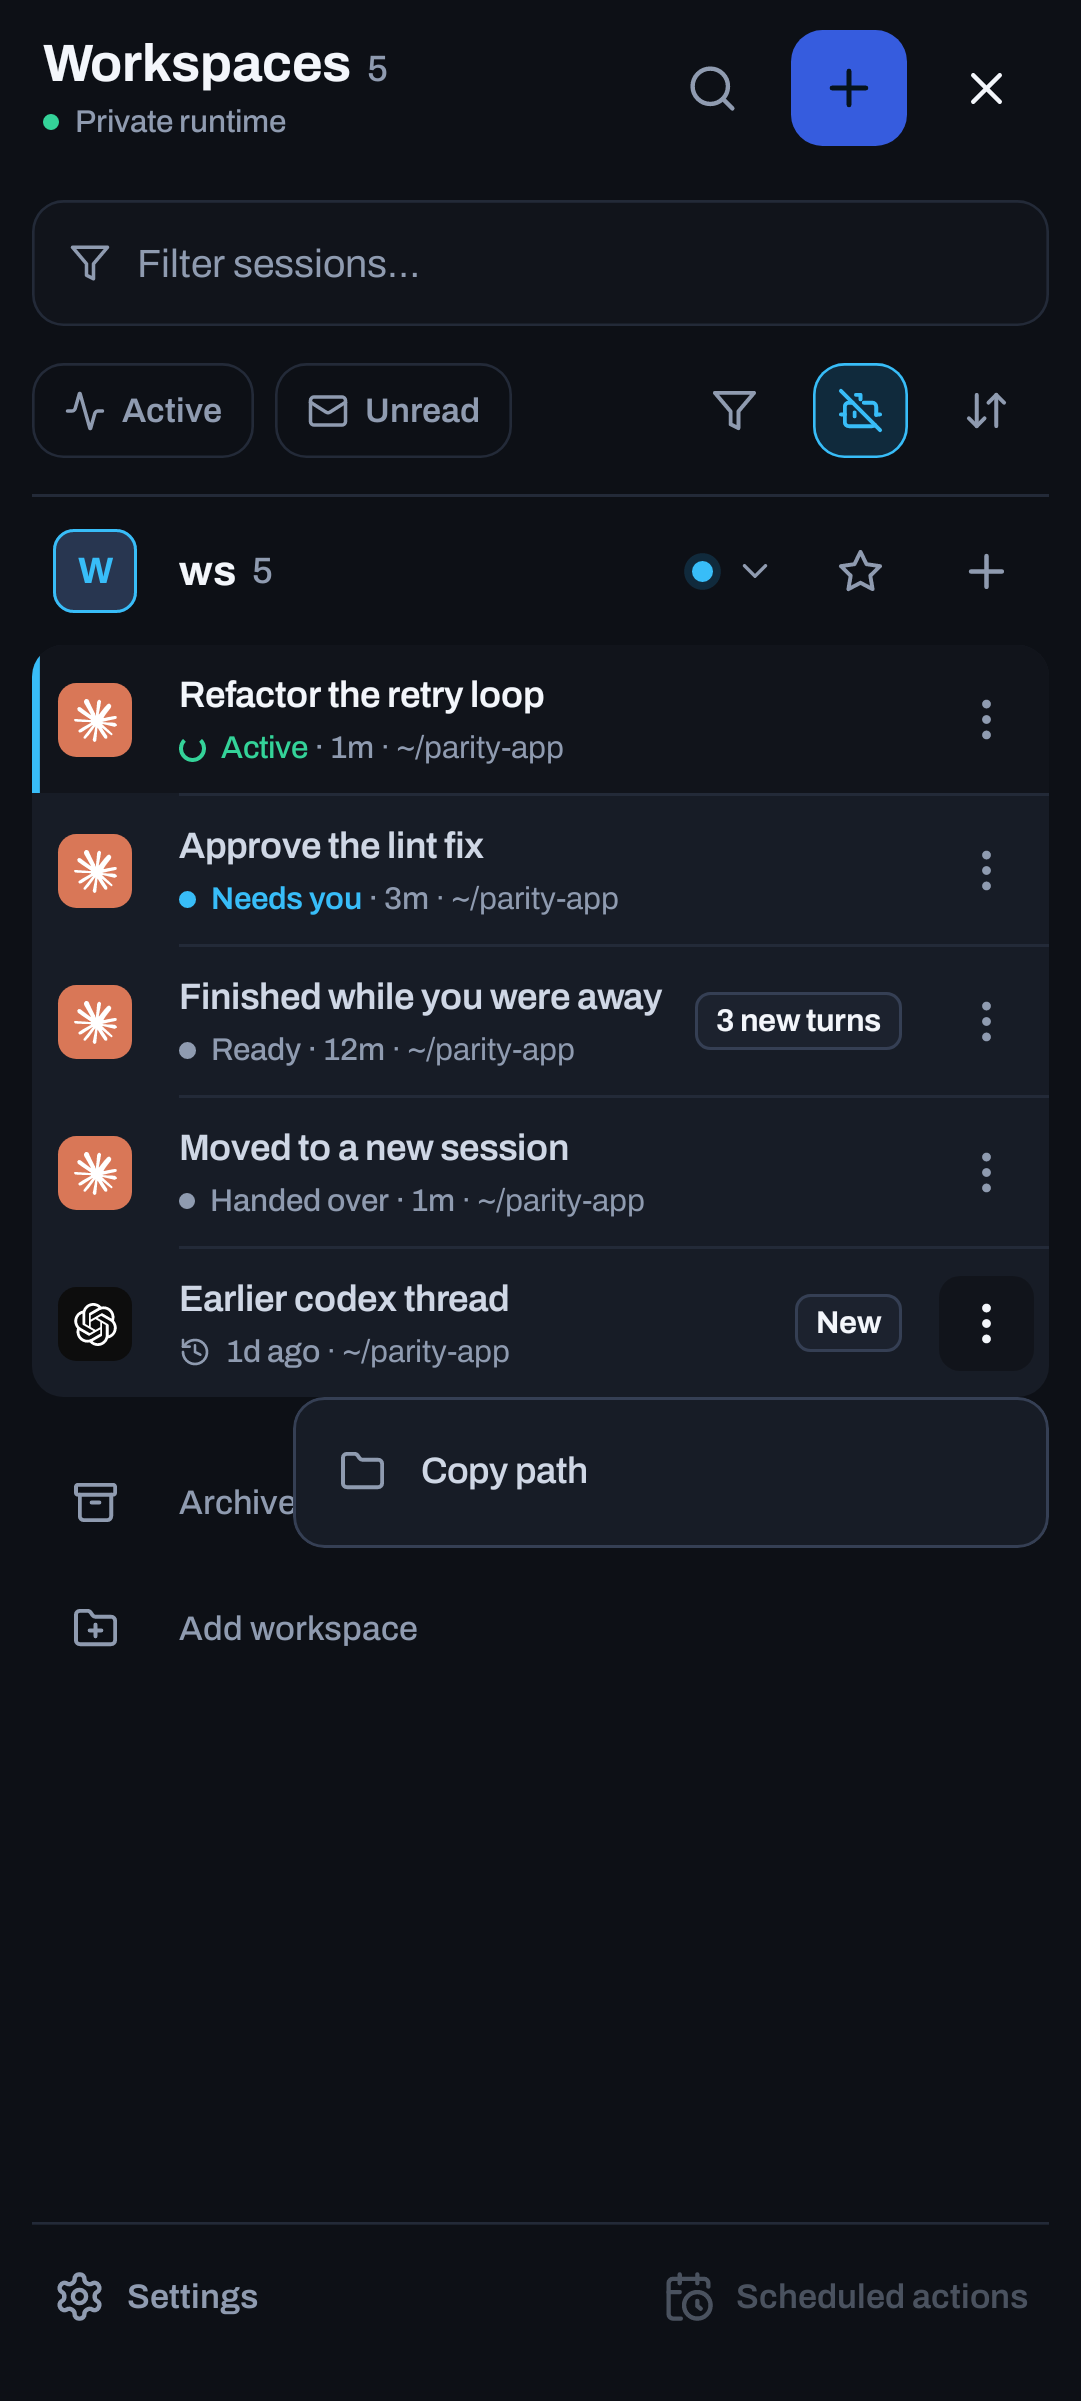 Workspaces 5
Private runtime
Filter sessions...
Active
Unread
W
ws 5
Refactor the retry loop
Active · 1m · ~/parity-app
Approve the lint fix
Needs you · 3m · ~/parity-app
Finished while you were away
3 new turns
Ready · 12m · ~/parity-app
Moved to a new session
Handed over · 1m · ~/parity-app
Earlier codex thread
New
1d ago · ~/parity-app
Copy path
Archive
Add workspace
Settings
Scheduled actions